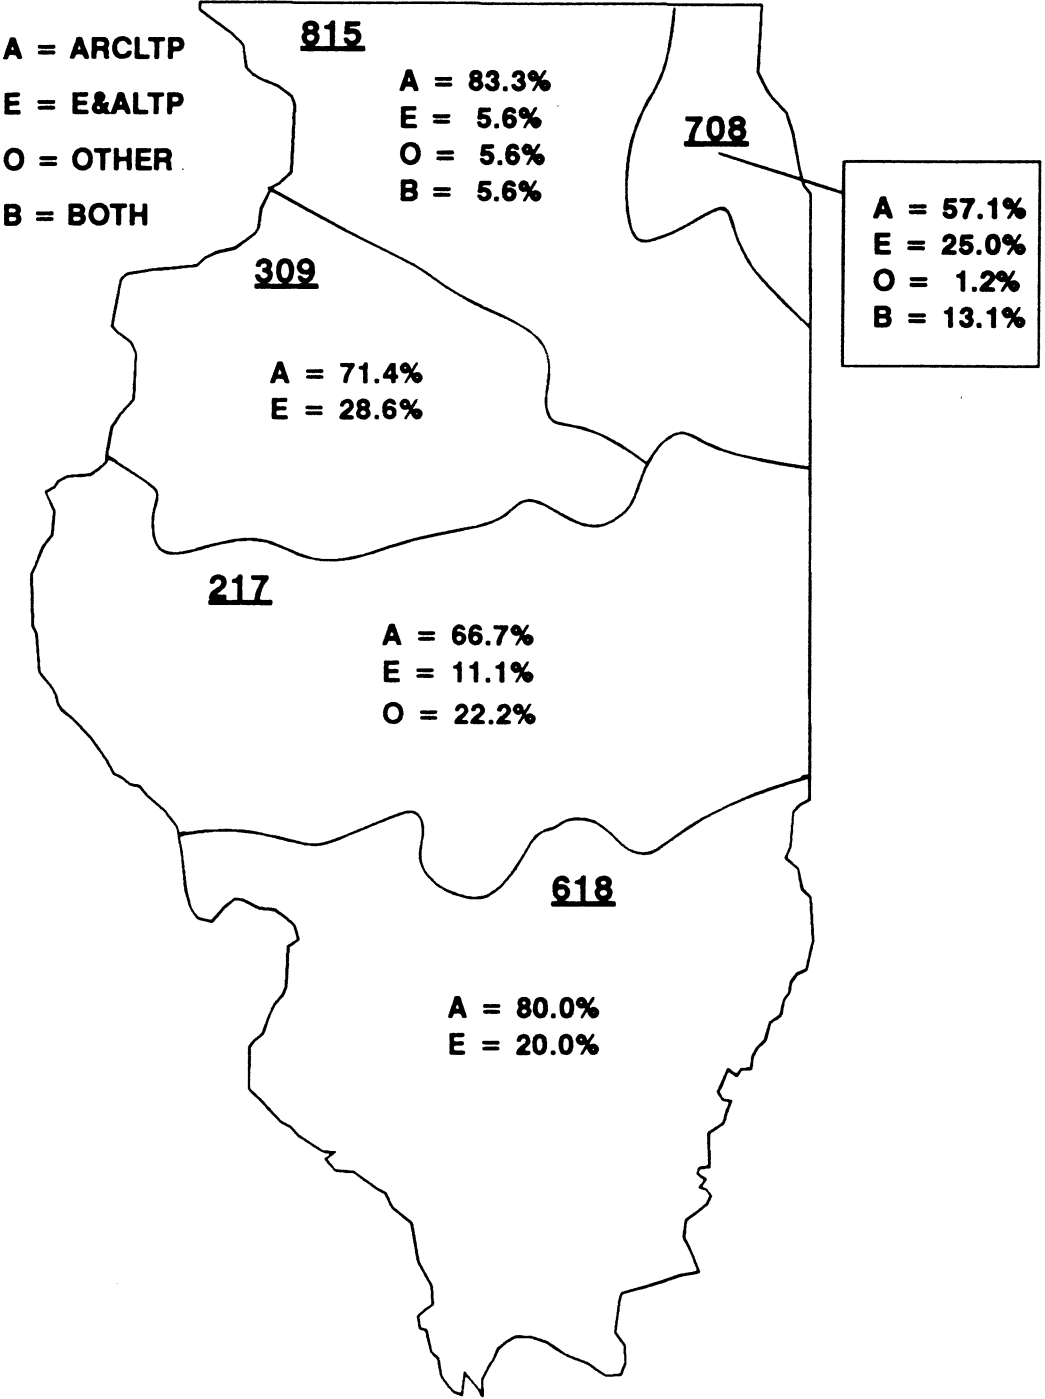 A = ARCLTP
E = E&ALTP
O = OTHER
B = BOTH
815
A = 83.3%
E = 5.6%
O = 5.6%
B = 5.6%
708
A = 57.1%
E = 25.0%
O = 1.2%
B = 13.1%
309
A = 71.4%
E = 28.6%
217
A = 66.7%
E = 11.1%
O = 22.2%
618
A = 80.0%
E = 20.0%